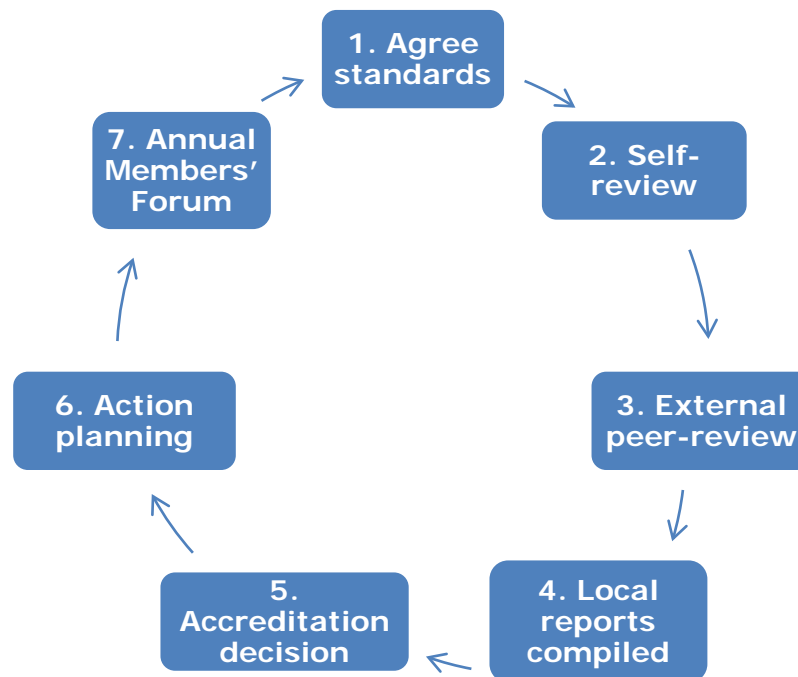 1. Agree
standards
2. Self-
review
3. External
peer-review
4. Local
reports
compiled
5.
Accreditation
decision
6. Action
planning
7. Annual
Members’
Forum